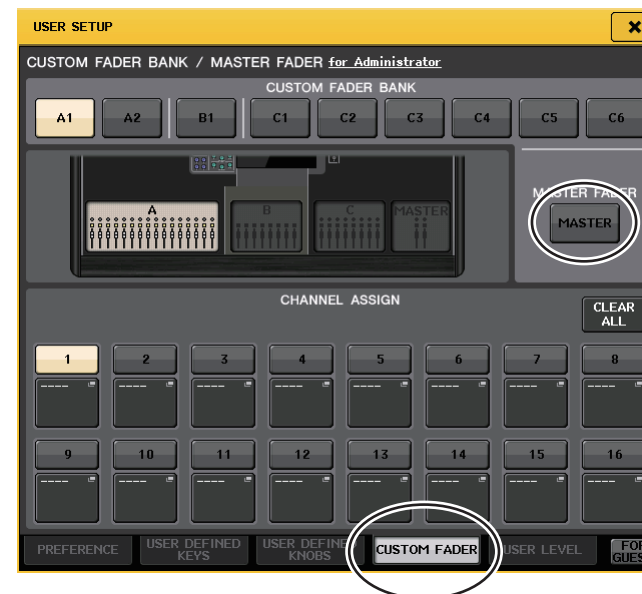 USER SETUP
CUSTOM FADER BANK / MASTER FADER for Administrator
CUSTOM FADER BANK
A1 A2 B1 C1 C2 C3 C4 C5 C6
MASTER FADER
MASTER
A B C MASTER
CHANNEL ASSIGN
CLEAR
ALL
1 2 3 4 5 6 7 8
---- ---- ---- ---- ---- ---- ---- ----
9 10 11 12 13 14 15 16
---- ---- ---- ---- ---- ---- ---- ----
PREFERENCE
USER DEFINED
KEYS
USER DEFINED
KNOBS
CUSTOM FADER
USER LEVEL
FOR
GUES